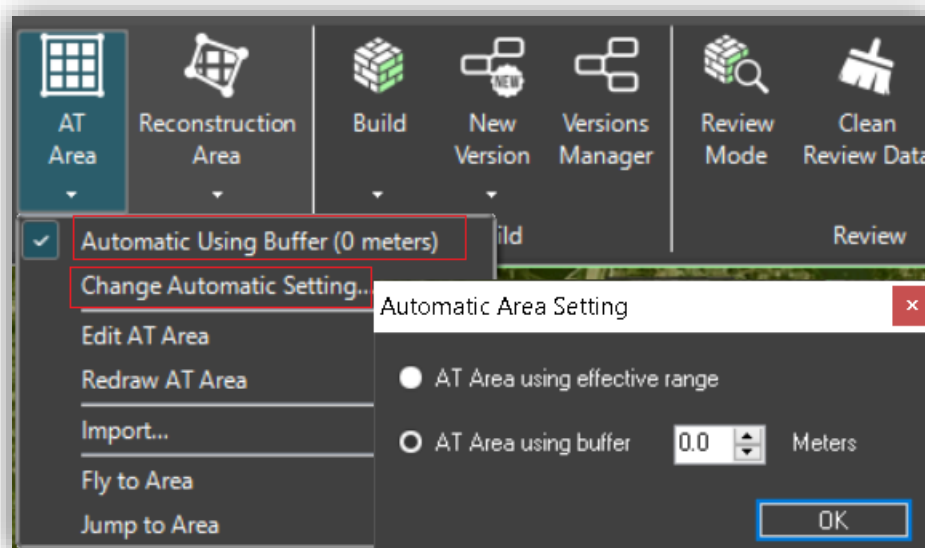 AT
Area
Reconstruction
Area
Build
New
Version
NEW
Versions
Manager
Review
Mode
Clean
Review Data
ild
Review
Automatic Using Buffer (0 meters)
Change Automatic Setting...
Edit AT Area
Redraw AT Area
Import...
Fly to Area
Jump to Area
Automatic Area Setting
AT Area using effective range
AT Area using buffer 0.0 Meters
OK